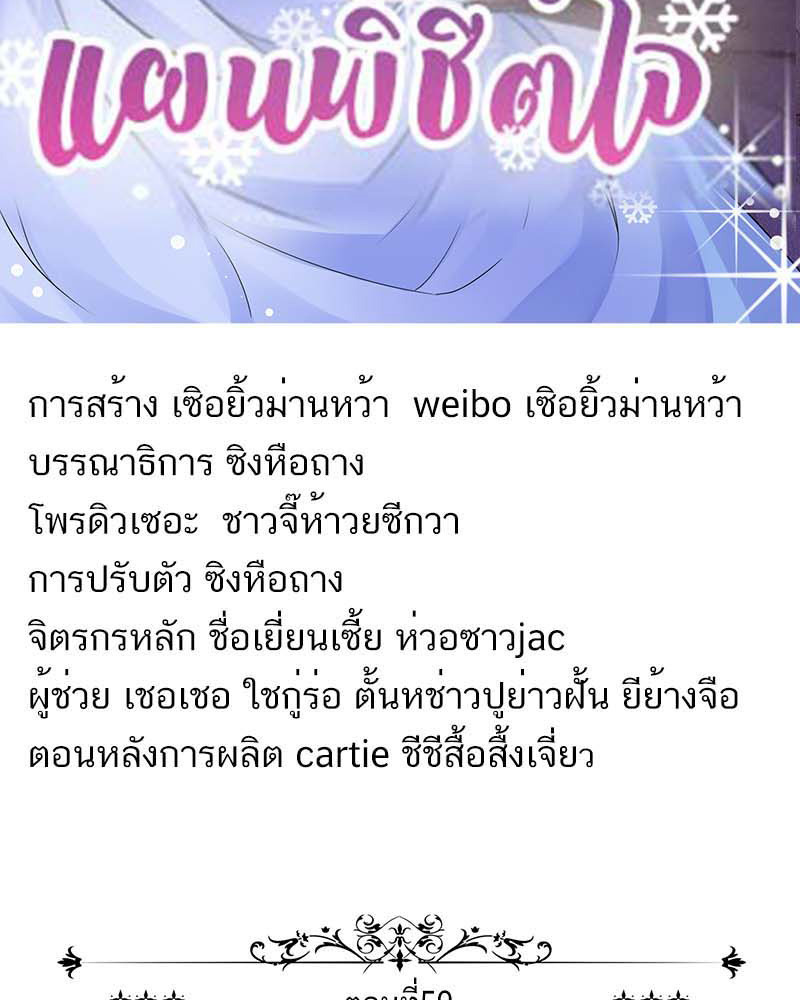 แผนพิชิตใจ
การสร้าง เซิอยิ้วม่านหว้า weibo เซิอยิ้วม่านหว้า
บรรณาธิการ ซิงหือถาง
โพรดิวเซอะ ชาวจี๊ห้าวยซีกวา
การปรับตัว ซิงหือถาง
จิตรกรหลัก ชื่อเยี่ยนเซี้ย ห่วอซาวjac
ผู้ช่วย เชอเชอ ใชกู่ร่อ ตั้นหช่าวปูย่าวฝั้น ยีย้างจือ
ตอนหลังการผลิต cartie ชีชีสื้อสิ้งเจี่ยว
ตอนที่59